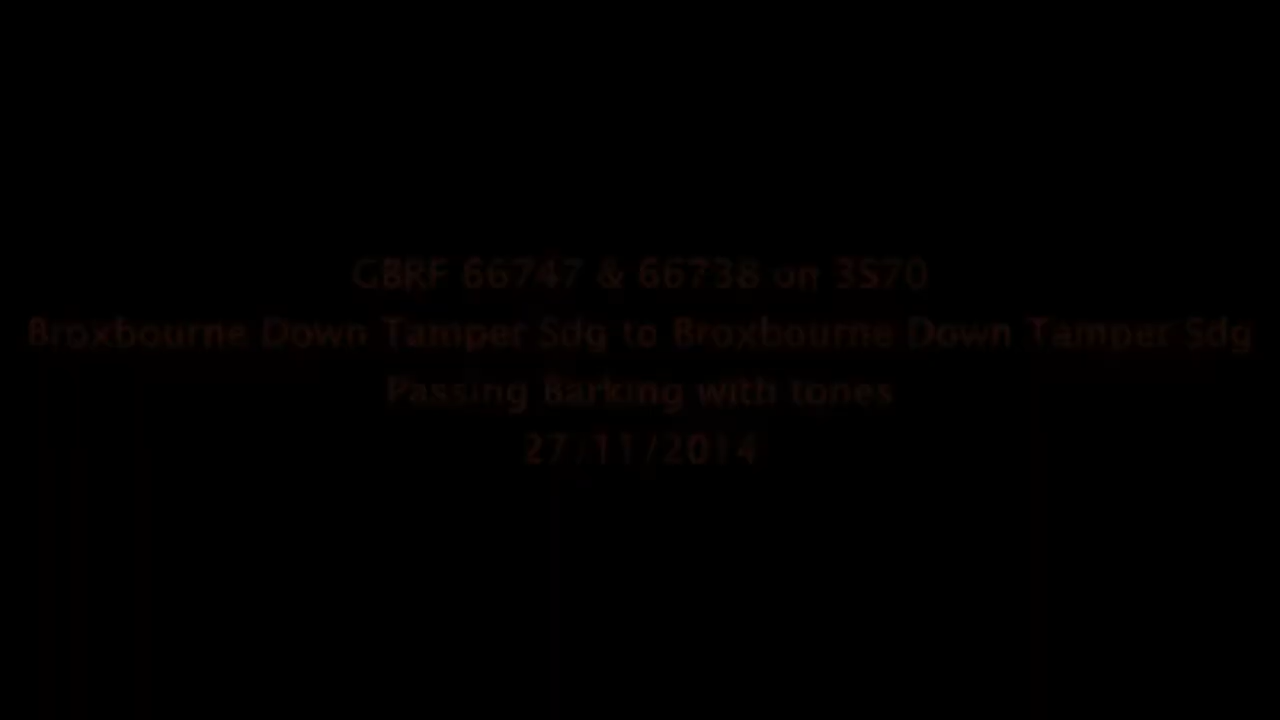 GBRF 66747 & 66738 on 3S70
Broxbourne Down Tamper Sdg to Broxbourne Down Tamper Sdg
Passing Barking with tones
27/11/2014